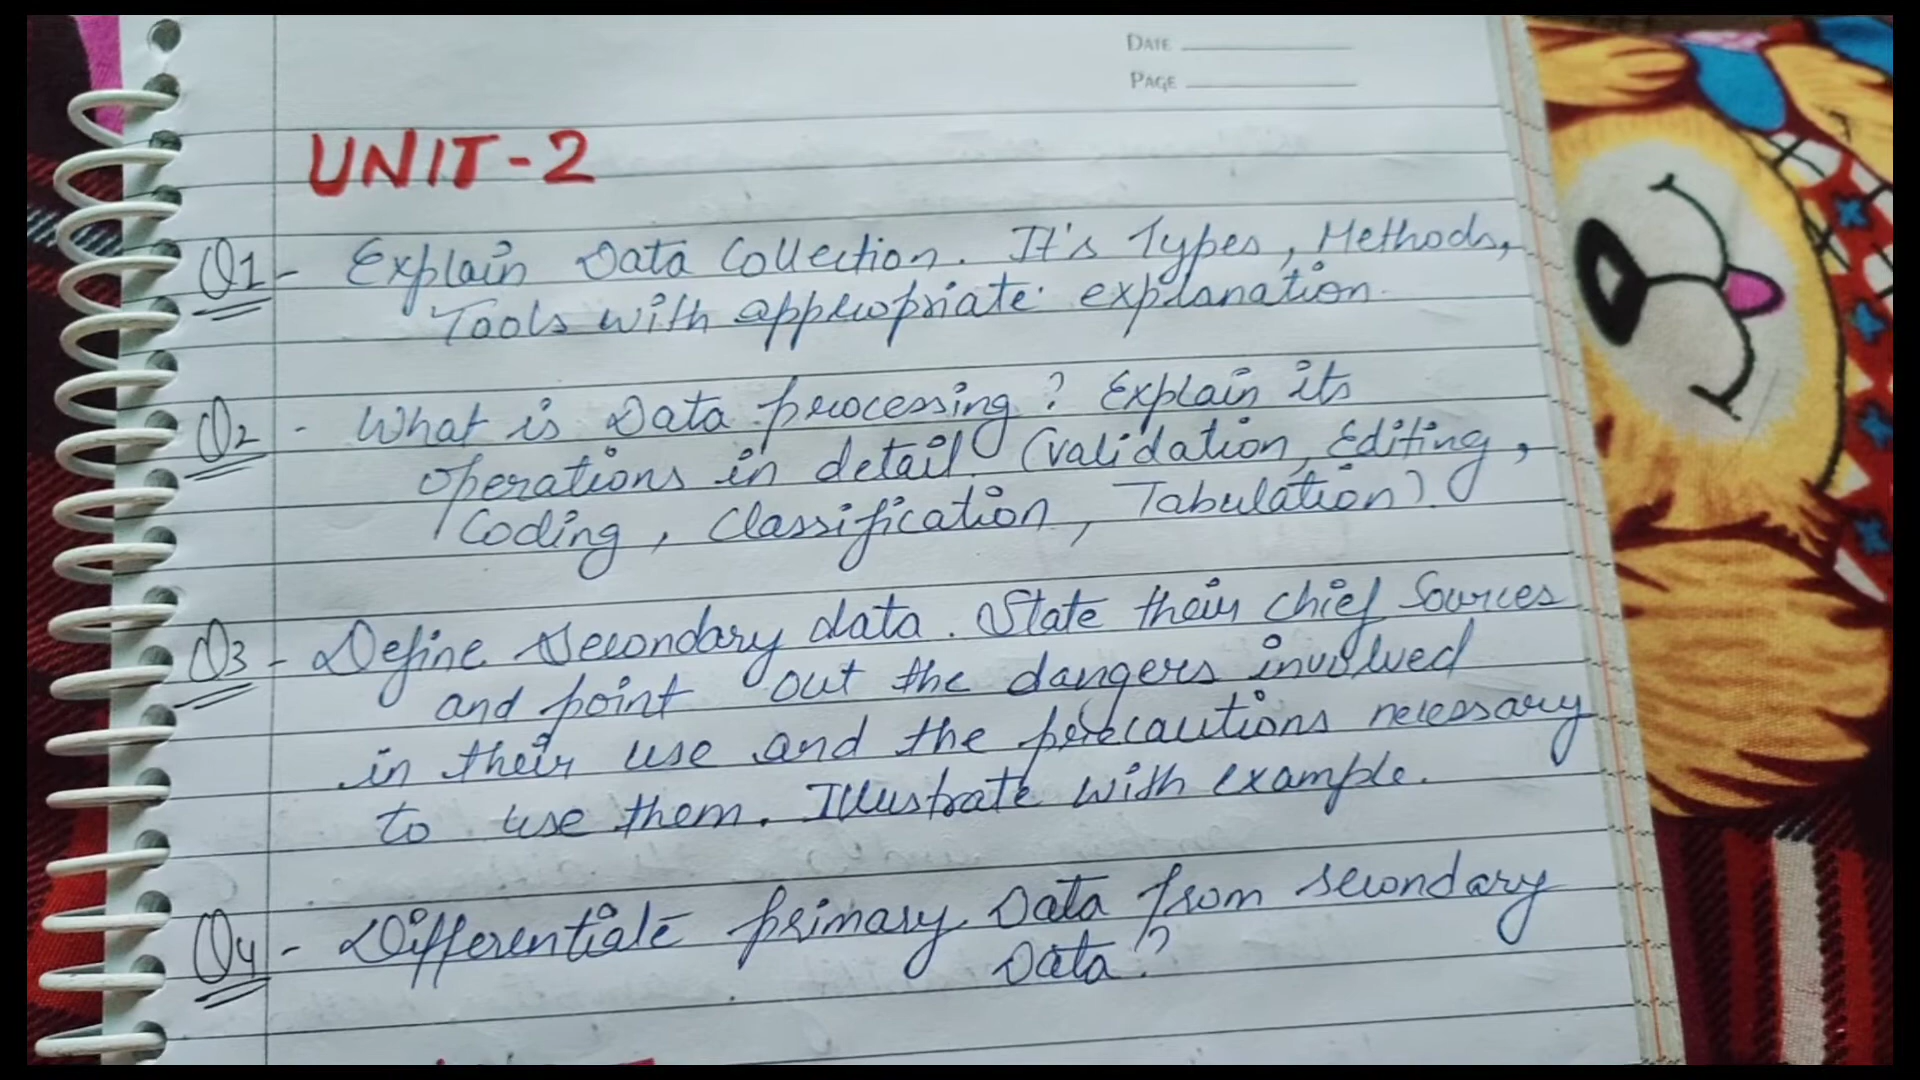 DATE
PAGE
UNIT-2
Q1 - Explain Data Collection. It's Types, Methods,
Tools with appropriate explanation.
Q2 - What is Data processing? Explain its
operations in detail. (validation, Editing,
Coding, Classification, Tabulation).
Q3 - Define Secondary data. State their chief Sources
and point out the dangers involved
in their use and the precautions necessary
to use them. Illustrate with example.
Q4 - Differentiate primary Data from secondary
Data!?